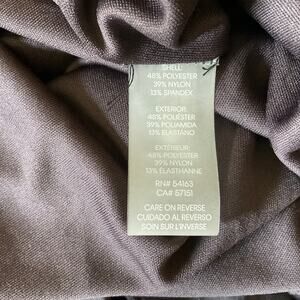 SHELL:
48% POLYESTER
39% NYLON
13% SPANDEX
EXTERIOR:
48% POLIÉSTER
39% POLIAMIDA
13% ELASTANO
EXTÉRIEUR:
48% POLYESTER
39% NYLON
13% ÉLASTHANNE
RN# 54163
CA# 57151
CARE ON REVERSE
CUIDADO AL REVERSO
SOIN SUR L'INVERSE